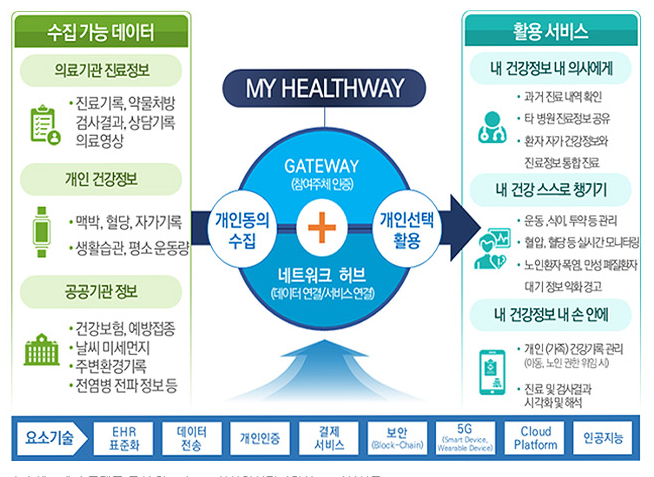 수집 가능 데이터
의료기관 진료정보
• 진료기록, 약물처방
검사결과, 상담기록
의료영상
개인 건강정보
• 맥박, 혈당, 자가기록
• 생활습관, 평소 운동량
공공기관 정보
• 건강보험, 예방접종
• 날씨 미세먼지
• 주변환경기록
• 전염병 전파 정보 등
MY HEALTHWAY
GATEWAY
(참여주체 인증)
개인동의
수집
개인선택
활용
네트워크 허브
(데이터 연결/서비스 연결)
활용 서비스
내 건강정보 내 의사에게
• 과거 진료 내역 확인
• 타 병원 진료정보 공유
• 환자 자가 건강정보와
진료정보 통합 진료
내 건강 스스로 챙기기
• 운동 ,식이, 투약 등 관리
• 혈압, 혈당 등 실시간 모니터링
• 노인환자 폭염, 만성 폐질환자
대기 정보 악화 경고
내 건강정보 내 손 안에
• 개인 (가족) 건강기록 관리
(아동, 노인 권한 위임 시)
• 진료 및 검사결과
시각화 및 해석
요소기술
EHR
표준화
데이터
전송
개인인증
결제
서비스
보안
(Block-Chain)
5G
(Smart Device,
Wearable Device)
Cloud
Platform
인공지능